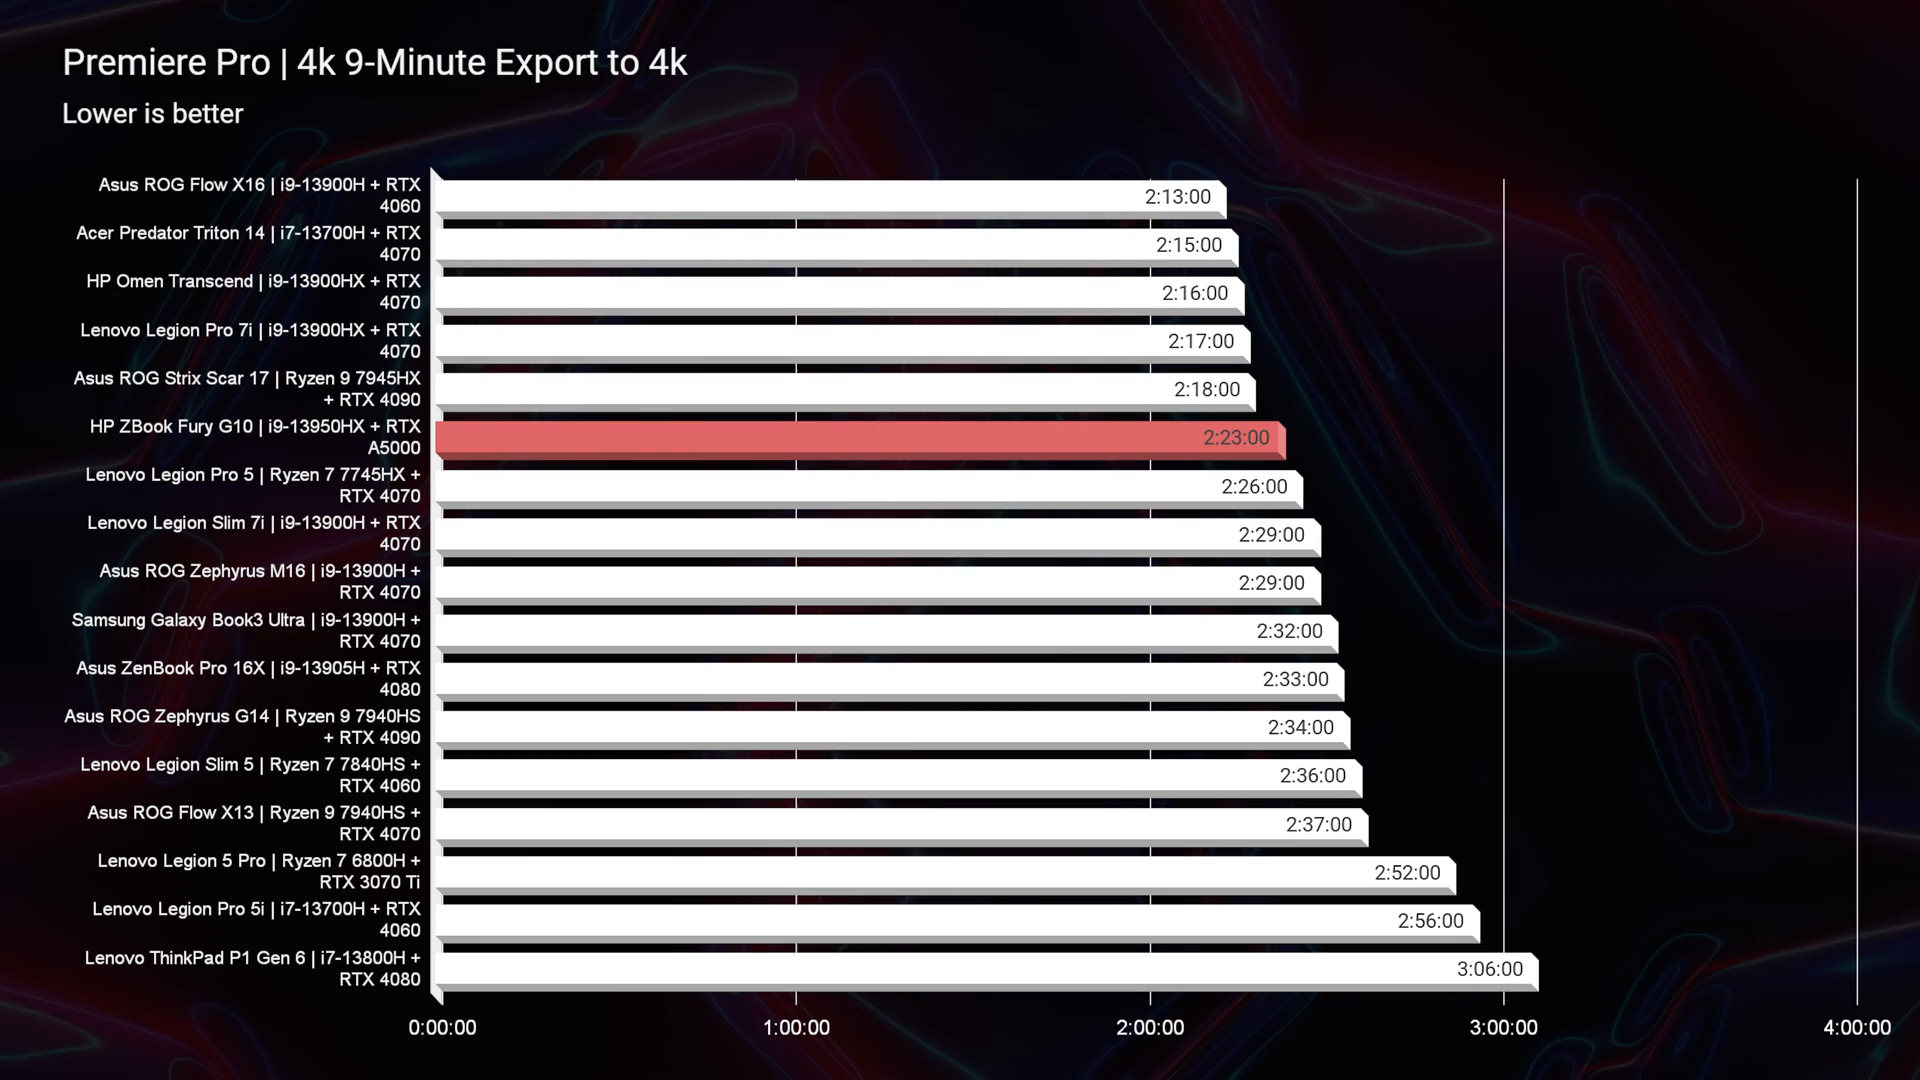 Premiere Pro | 4k 9-Minute Export to 4k
Lower is better
Asus ROG Flow X16 | i9-13900H + RTX
4060
2:13:00
Acer Predator Triton 14 | i7-13700H + RTX
4070
2:15:00
HP Omen Transcend | i9-13900HX + RTX
4070
2:16:00
Lenovo Legion Pro 7i | i9-13900HX + RTX
4070
2:17:00
Asus ROG Strix Scar 17 | Ryzen 9 7945HX
+ RTX 4090
2:18:00
HP ZBook Fury G10 | i9-13950HX + RTX
A5000
2:23:00
Lenovo Legion Pro 5 | Ryzen 7 7745HX +
RTX 4070
2:26:00
Lenovo Legion Slim 7i | i9-13900H + RTX
4070
2:29:00
Asus ROG Zephyrus M16 | i9-13900H +
RTX 4070
2:29:00
Samsung Galaxy Book3 Ultra | i9-13900H +
RTX 4070
2:32:00
Asus ZenBook Pro 16X | i9-13905H + RTX
4080
2:33:00
Asus ROG Zephyrus G14 | Ryzen 9 7940HS
+ RTX 4090
2:34:00
Lenovo Legion Slim 5 | Ryzen 7 7840HS +
RTX 4060
2:36:00
Asus ROG Flow X13 | Ryzen 9 7940HS +
RTX 4070
2:37:00
Lenovo Legion 5 Pro | Ryzen 7 6800H +
RTX 3070 Ti
2:52:00
Lenovo Legion Pro 5i | i7-13700H + RTX
4060
2:56:00
Lenovo ThinkPad P1 Gen 6 | i7-13800H +
RTX 4080
3:06:00
0:00:00
1:00:00
2:00:00
3:00:00
4:00:00